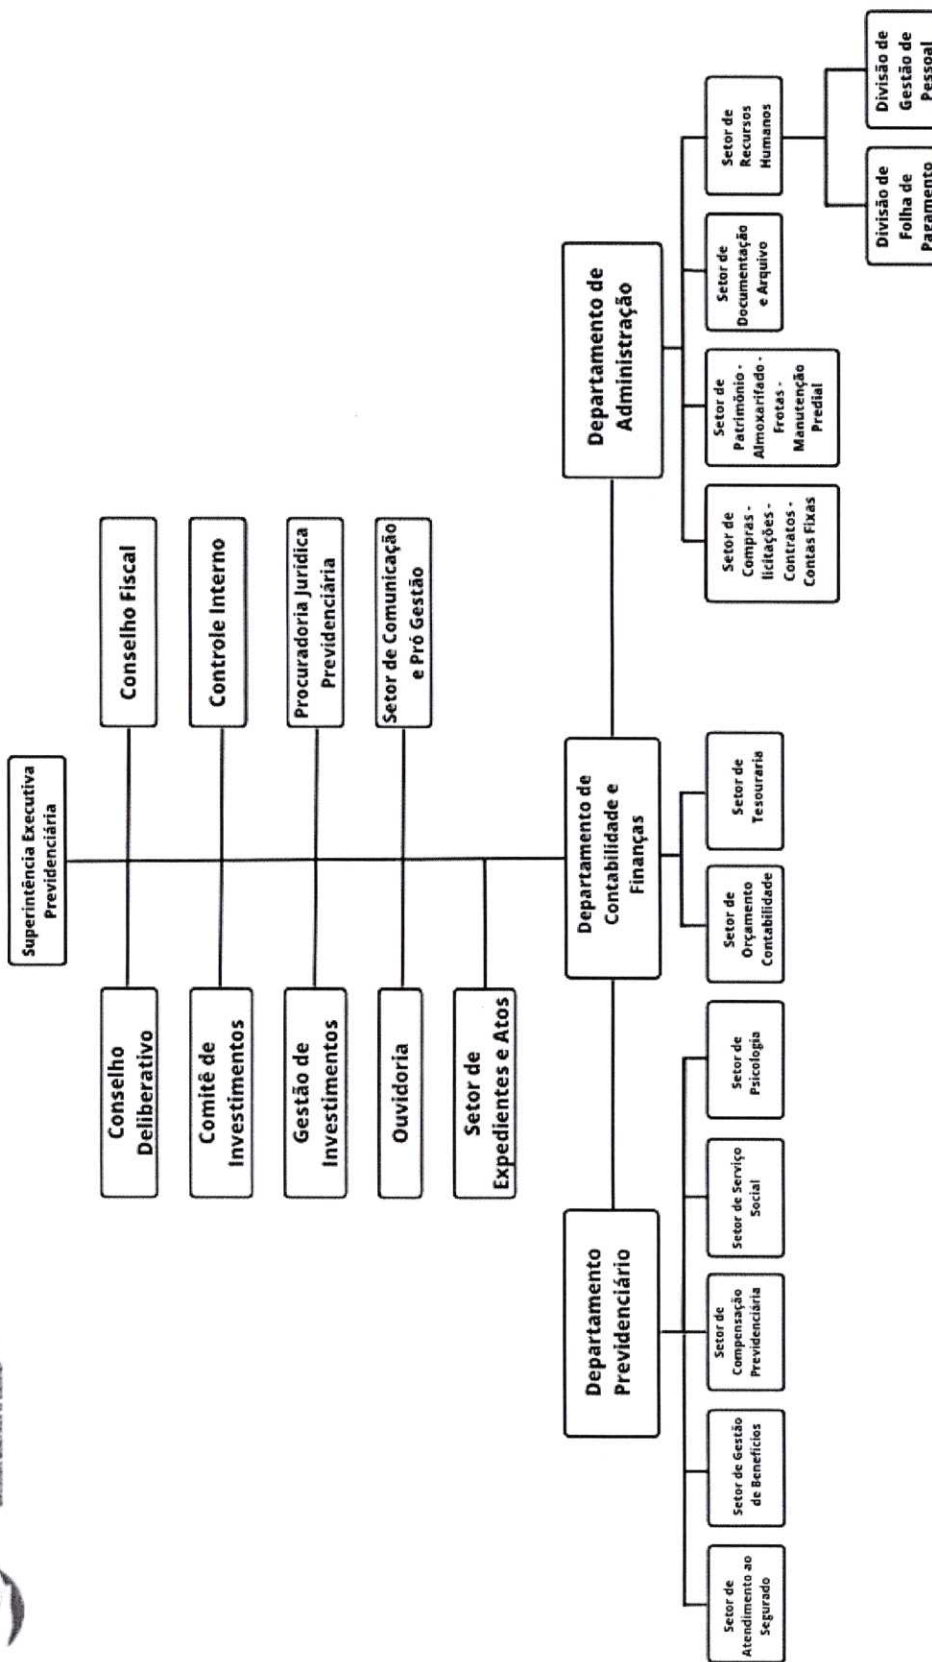 Superintência Executiva
Previdenciária
Conselho
Deliberativo
Conselho Fiscal
Comitê de
Investimentos
Controle Interno
Gestão de
Investimentos
Procuradoria Jurídica
Previdenciária
Ouvidoria
Setor de Comunicação
e Pró Gestão
Setor de
Expedientes e Atos
Departamento
Previdenciário
Departamento de
Contabilidade e
Finanças
Departamento de
Administração
Setor de
Atendimento ao
Segurado
Setor de Gestão
de Benefícios
Setor de
Compensação
Previdenciária
Setor de Serviço
Social
Setor de
Psicologia
Setor de
Orçamento
Contabilidade
Setor de
Tesouraria
Setor de
Compras -
licitações -
Contratos -
Contas Fixas
Setor de
Patrimônio -
Almoxarifado -
Frotas -
Manutenção
Predial
Setor de
Documentação
e Arquivo
Setor de
Recursos
Humanos
Divisão de
Folha de
Pagamento
Divisão de
Gestão de
Pessoal